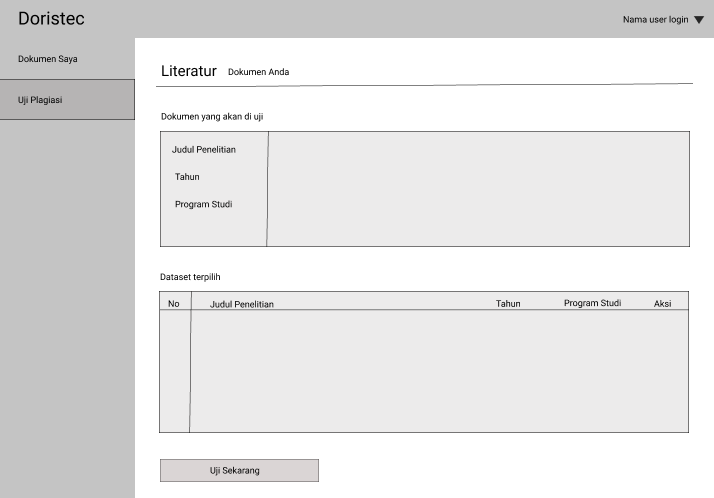 Doristec
Nama user login
Dokumen Saya
Uji Plagiasi
Literatur Dokumen Anda
Dokumen yang akan di uji
Judul Penelitian
Tahun
Program Studi
Dataset terpilih
No Judul Penelitian Tahun Program Studi Aksi
Uji Sekarang